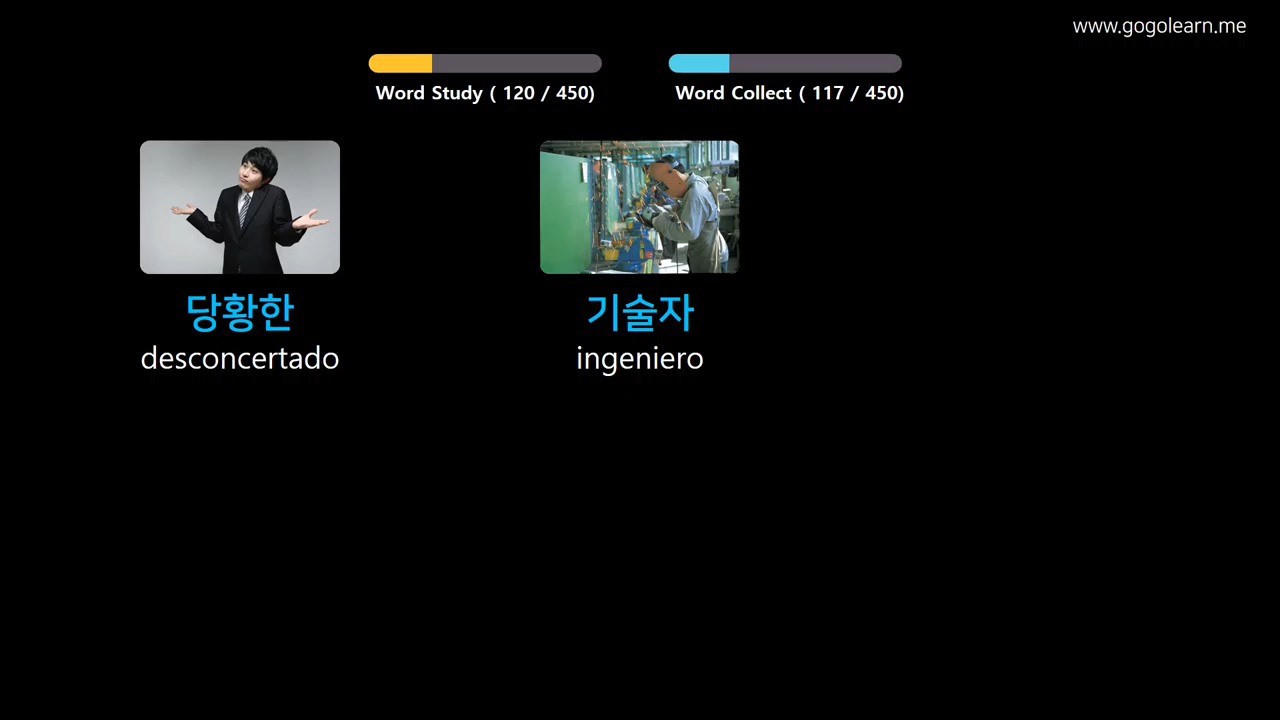 www.gogolearn.me
Word Study ( 120 / 450)
Word Collect ( 117 / 450)
당황한
desconcertado
기술자
ingeniero